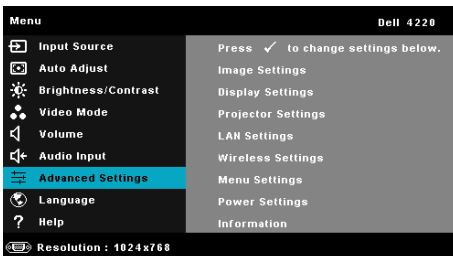 Menu Dell 4220
Input Source Press ✓ to change settings below.
Auto Adjust Image Settings
Brightness/Contrast Display Settings
Video Mode Projector Settings
Volume LAN Settings
Audio Input Wireless Settings
Advanced Settings Menu Settings
Language Power Settings
? Help Information
Resolution : 1024x768